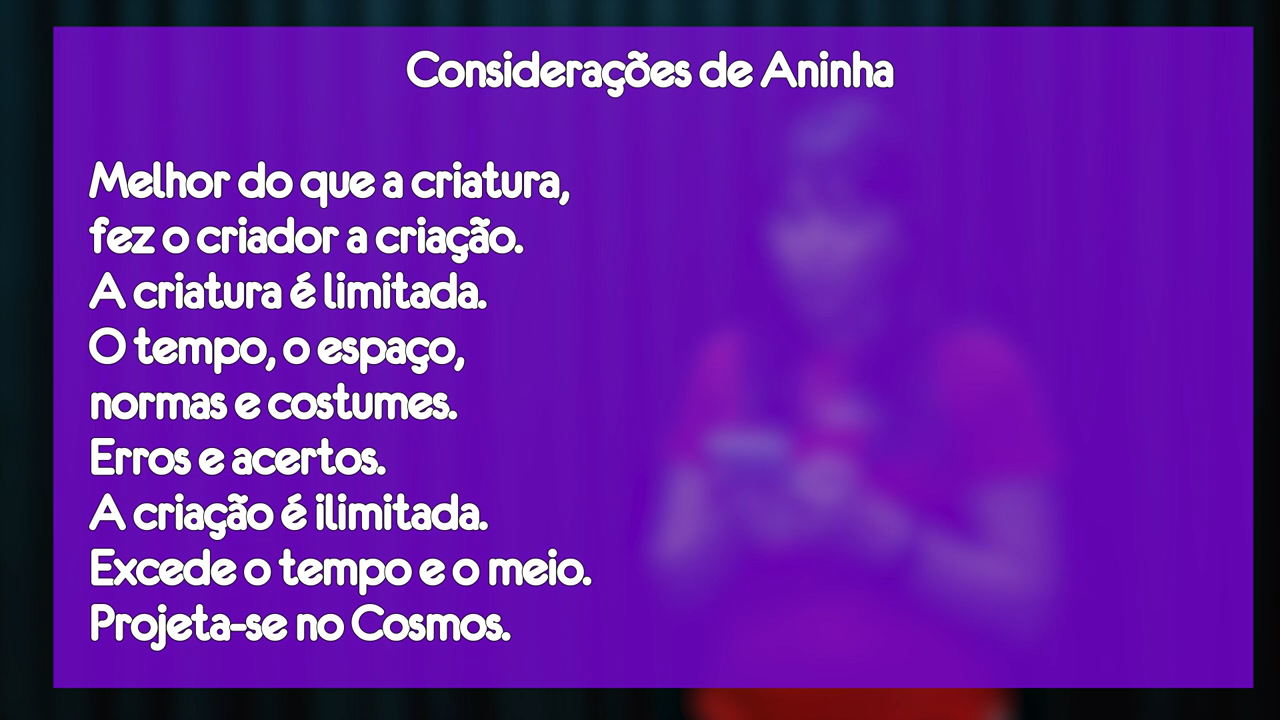 Considerações de Aninha
Melhor do que a criatura,
fez o criador a criação.
A criatura é limitada.
O tempo, o espaço,
normas e costumes.
Erros e acertos.
A criação é ilimitada.
Excede o tempo e o meio.
Projeta-se no Cosmos.